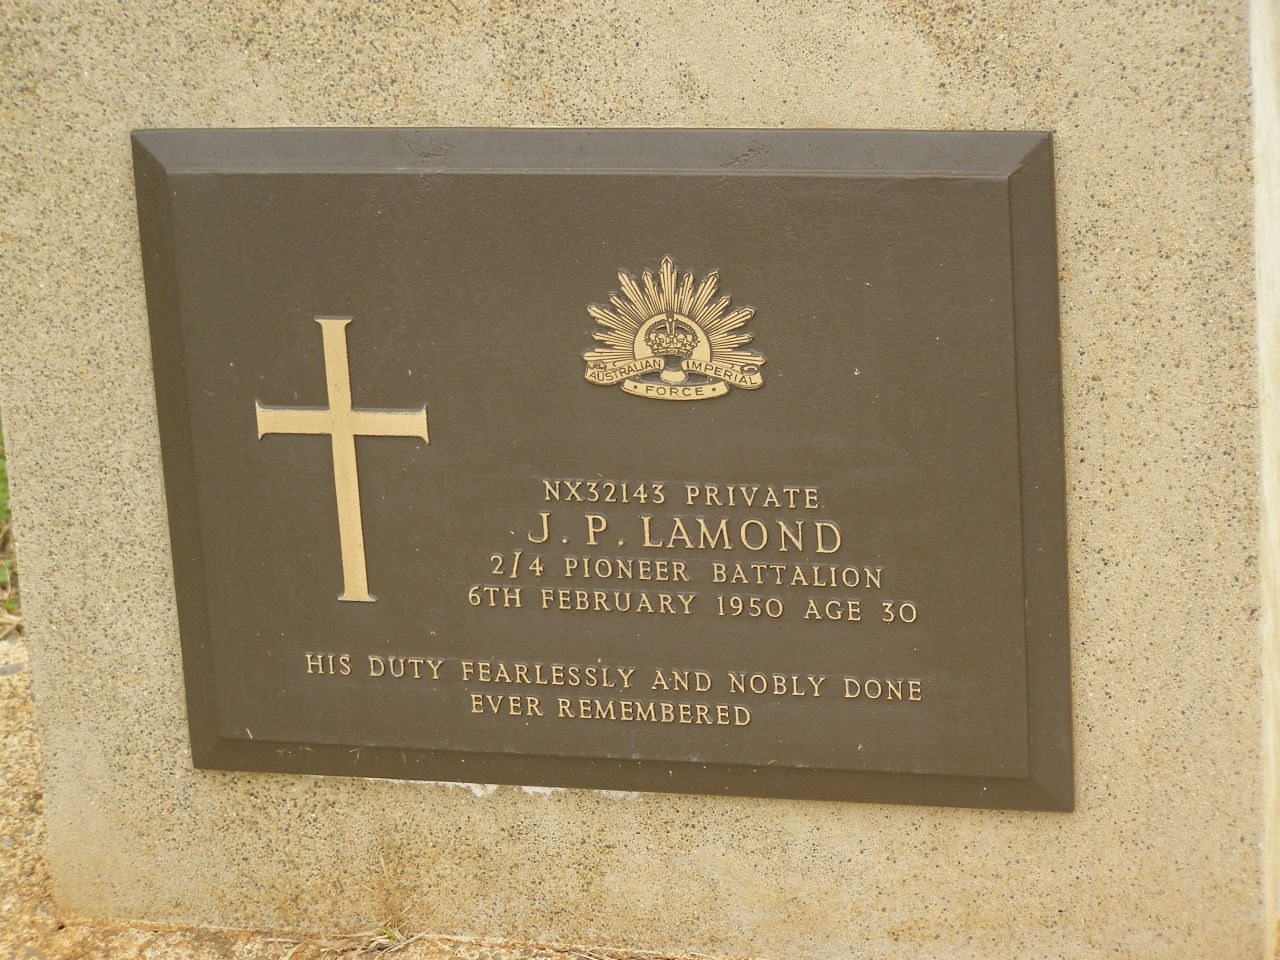 AUSTRALIAN IMPERIAL
FORCE
NX32143 PRIVATE
J. P. LAMOND
2/4 PIONEER BATTALION
6TH FEBRUARY 1950 AGE 30
HIS DUTY FEARLESSLY AND NOBLY DONE
EVER REMEMBERED